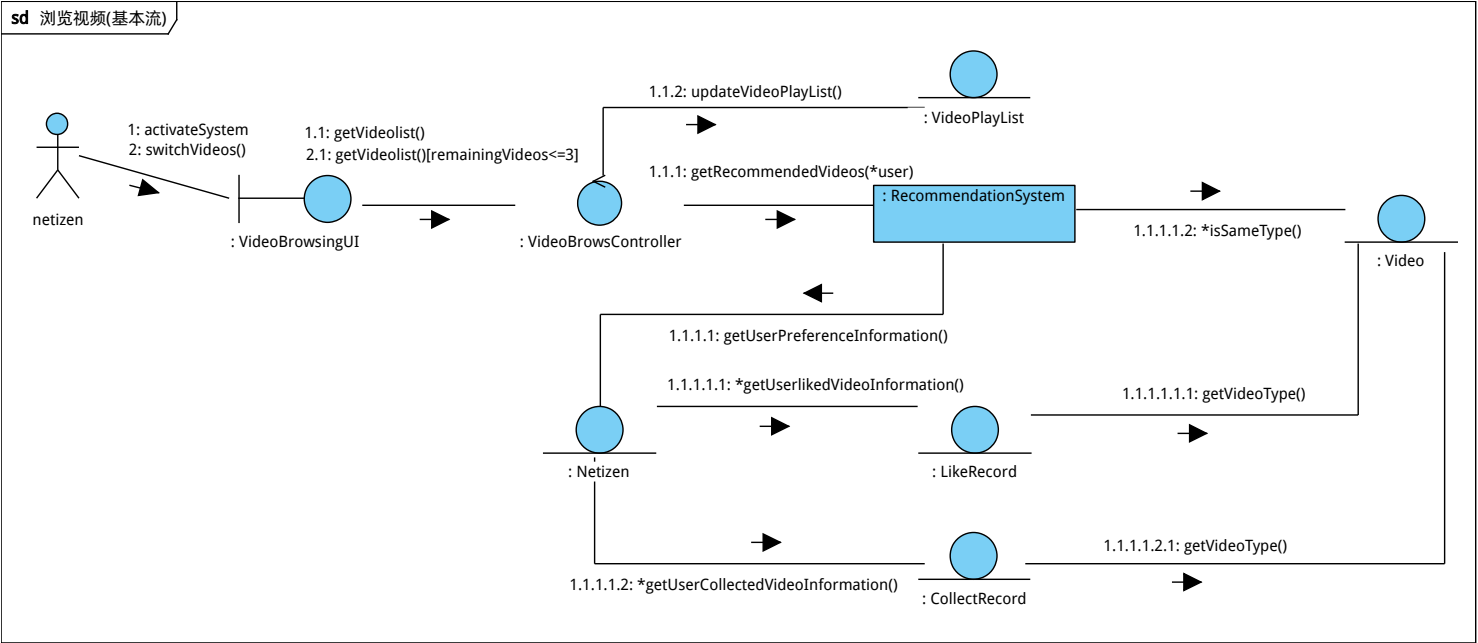 sd 浏览视频(基本流)
1.1.2: updateVideoPlayList()
: VideoPlayList
1: activateSystem
2: switchVideos()
1.1: getVideolist()
2.1: getVideolist()[remainingVideos<=3]
1.1.1: getRecommendedVideos(*user)
: RecommendationSystem
netizen
: VideoBrowsingUI
: VideoBrowsController
1.1.1.1.2: *isSameType()
: Video
1.1.1.1: getUserPreferenceInformation()
1.1.1.1.1: *getUserlikedVideoInformation()
1.1.1.1.1.1: getVideoType()
: Netizen
: LikeRecord
1.1.1.1.2: *getUserCollectedVideoInformation()
1.1.1.1.2.1: getVideoType()
: CollectRecord